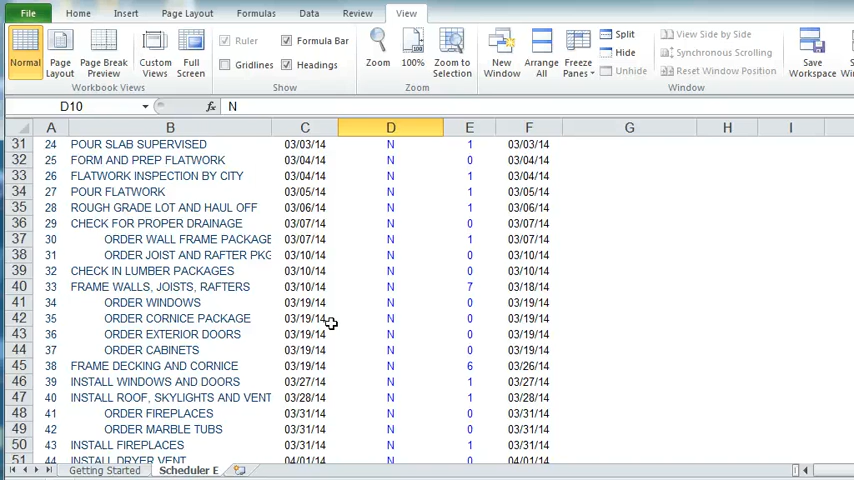 File Home Insert Page Layout Formulas Data Review View
Normal Page Layout Page Break Preview Custom Views Full Screen
Workbook Views
Ruler Formula Bar
Gridlines Headings
Show
Zoom 100% Zoom to Selection
Zoom
New Window Arrange All Freeze Panes
Split
Hide
Unhide
View Side by Side
Synchronous Scrolling
Reset Window Position
Window
Save Workspace
D10 fx N
A B C D E F G H I
31 24 POUR SLAB SUPERVISED 03/03/14 N 1 03/03/14
32 25 FORM AND PREP FLATWORK 03/04/14 N 0 03/04/14
33 26 FLATWORK INSPECTION BY CITY 03/04/14 N 1 03/04/14
34 27 POUR FLATWORK 03/05/14 N 1 03/05/14
35 28 ROUGH GRADE LOT AND HAUL OFF 03/06/14 N 1 03/06/14
36 29 CHECK FOR PROPER DRAINAGE 03/07/14 N 0 03/07/14
37 30 ORDER WALL FRAME PACKAGE 03/07/14 N 1 03/07/14
38 31 ORDER JOIST AND RAFTER PKG 03/10/14 N 0 03/10/14
39 32 CHECK IN LUMBER PACKAGES 03/10/14 N 0 03/10/14
40 33 FRAME WALLS, JOISTS, RAFTERS 03/10/14 N 7 03/18/14
41 34 ORDER WINDOWS 03/19/14 N 0 03/19/14
42 35 ORDER CORNICE PACKAGE 03/19/14 N 0 03/19/14
43 36 ORDER EXTERIOR DOORS 03/19/14 N 0 03/19/14
44 37 ORDER CABINETS 03/19/14 N 0 03/19/14
45 38 FRAME DECKING AND CORNICE 03/19/14 N 6 03/26/14
46 39 INSTALL WINDOWS AND DOORS 03/27/14 N 1 03/27/14
47 40 INSTALL ROOF, SKYLIGHTS AND VENT 03/28/14 N 1 03/28/14
48 41 ORDER FIREPLACES 03/31/14 N 0 03/31/14
49 42 ORDER MARBLE TUBS 03/31/14 N 0 03/31/14
50 43 INSTALL FIREPLACES 03/31/14 N 1 03/31/14
51 44 INSTALL DRYER VENT 04/01/14 N 0 04/01/14
Getting Started Scheduler E